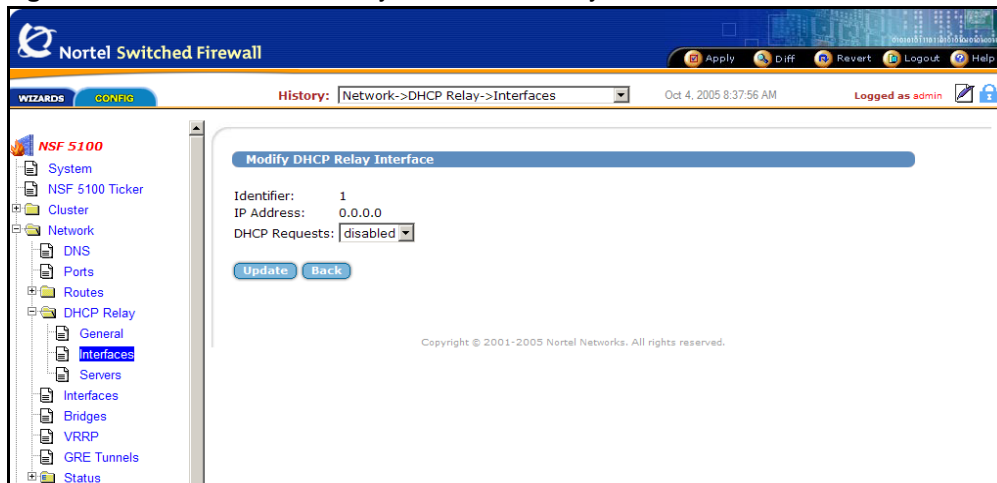 Nortel Switched Firewall
Apply Diff Revert Logout Help
WIZARDS CONFIG
History: Network->DHCP Relay->Interfaces
Oct 4, 2005 8:37:56 AM
Logged as admin
NSF 5100
System
NSF 5100 Ticker
Cluster
Network
DNS
Ports
Routes
DHCP Relay
General
Interfaces
Servers
Interfaces
Bridges
VRRP
GRE Tunnels
Status
Modify DHCP Relay Interface
Identifier: 1
IP Address: 0.0.0.0
DHCP Requests: disabled
Update Back
Copyright © 2001-2005 Nortel Networks. All rights reserved.